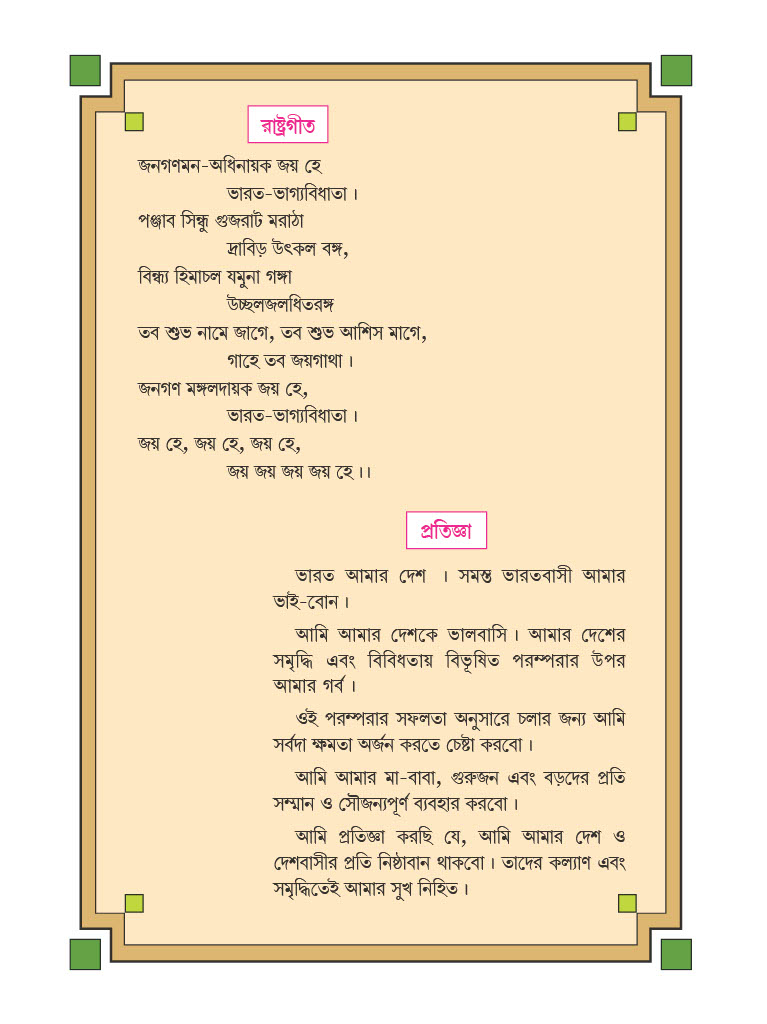 রাষ্ট্রগীত
জনগণমন-অধিনায়ক জয় হে
ভারত-ভাগ্যবিধাতা।
পঞ্জাব সিন্ধু গুজরাট মরাঠা
দ্রাবিড় উৎকল বঙ্গ,
বিন্ধ্য হিমাচল যমুনা গঙ্গা
উচ্ছলজলধিতরঙ্গ
তব শুভ নামে জাগে, তব শুভ আশিস মাগে,
গাহে তব জয়গাথা।
জনগণ মঙ্গলদায়ক জয় হে,
ভারত-ভাগ্যবিধাতা।
জয় হে, জয় হে, জয় হে,
জয় জয় জয় জয় হে।।
প্রতিজ্ঞা
ভারত আমার দেশ । সমস্ত ভারতবাসী আমার
ভাই-বোন।
আমি আমার দেশকে ভালবাসি। আমার দেশের
সমৃদ্ধি এবং বিবিধতায় বিভূষিত পরম্পরার উপর
আমার গর্ব।
ওই পরম্পরার সফলতা অনুসারে চলার জন্য আমি
সর্বদা ক্ষমতা অর্জন করতে চেষ্টা করবো।
আমি আমার মা-বাবা, গুরুজন এবং বড়দের প্রতি
সম্মান ও সৌজন্যপূর্ণ ব্যবহার করবো।
আমি প্রতিজ্ঞা করছি যে, আমি আমার দেশ ও
দেশবাসীর প্রতি নিষ্ঠাবান থাকবো। তাদের কল্যাণ এবং
সমৃদ্ধিতেই আমার সুখ নিহিত।